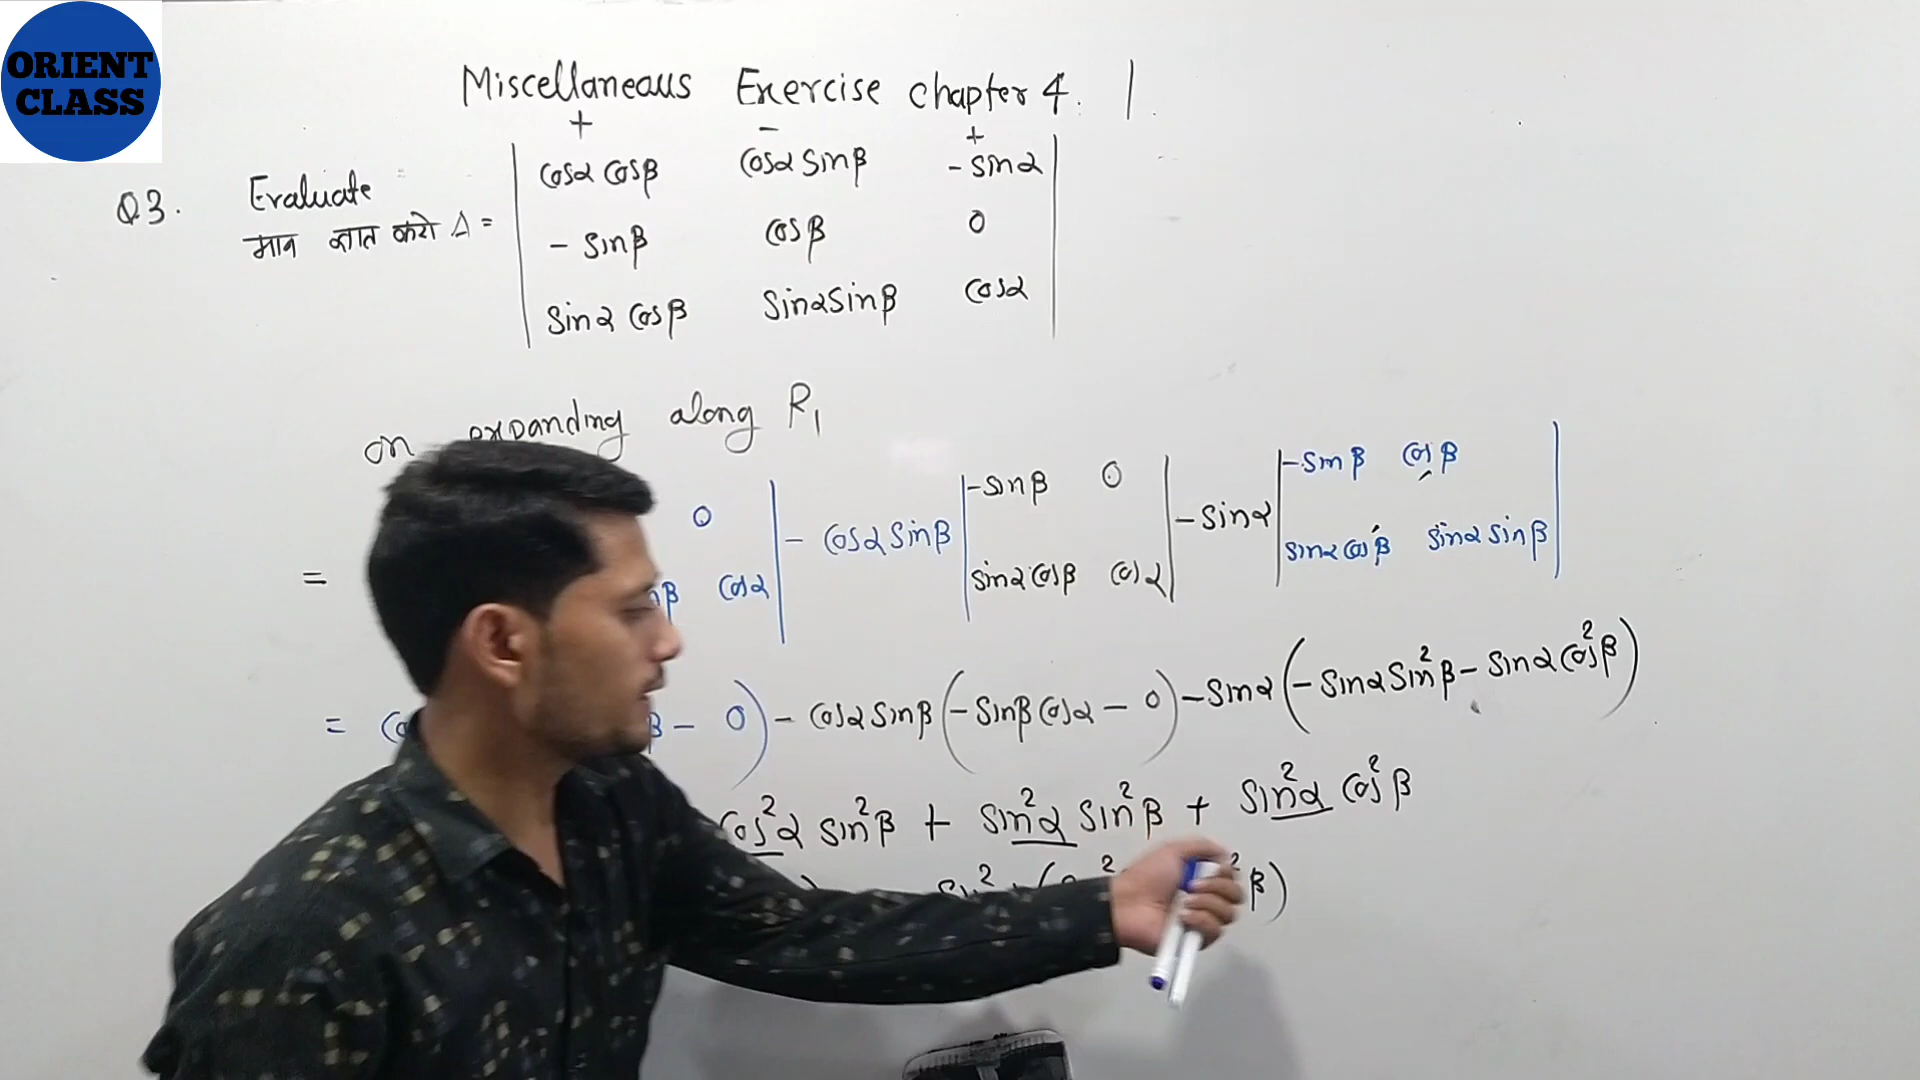 ORIENT
CLASS
Miscellaneous Exercise chapter 4. |
+ - +
Q3. Evaluate
मान ज्ञात करो Δ =
cosα cosβ cosα sinβ - sinα
- sinβ cosβ 0
sinα cosβ sinα sinβ cosα
on expanding along R₁
0 | - cosα sinβ | -sinβ 0 | - sinα | -sinβ cosβ |
= β cosα | sinα cosβ cosα | sinα cosβ sinα sinβ |
= β - 0) - cosα sinβ (- sinβ cosα - 0) - sinα (- sinα sin²β - sinα cos²β)
cos²α sin²β + sin²α sin²β + sin²α cos²β
β)